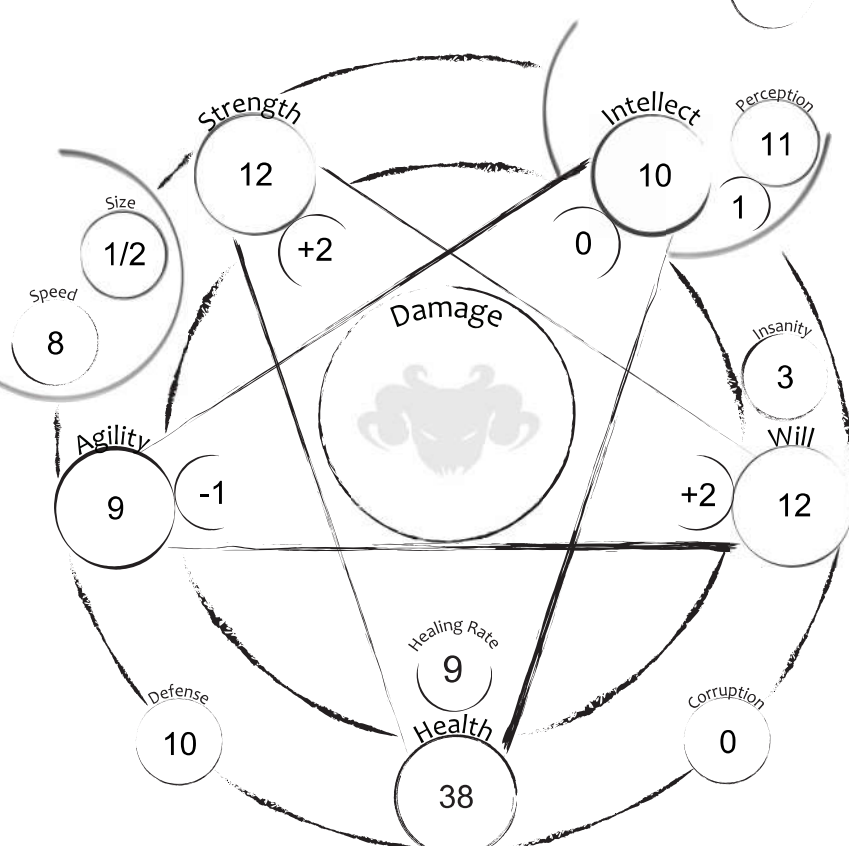 Strength
12
+2
Intellect
10
0
Perception
11
1
Size
1/2
Speed
8
Damage
Insanity
3
Agility
9
-1
Will
12
+2
Healing Rate
9
Health
38
Defense
10
Corruption
0